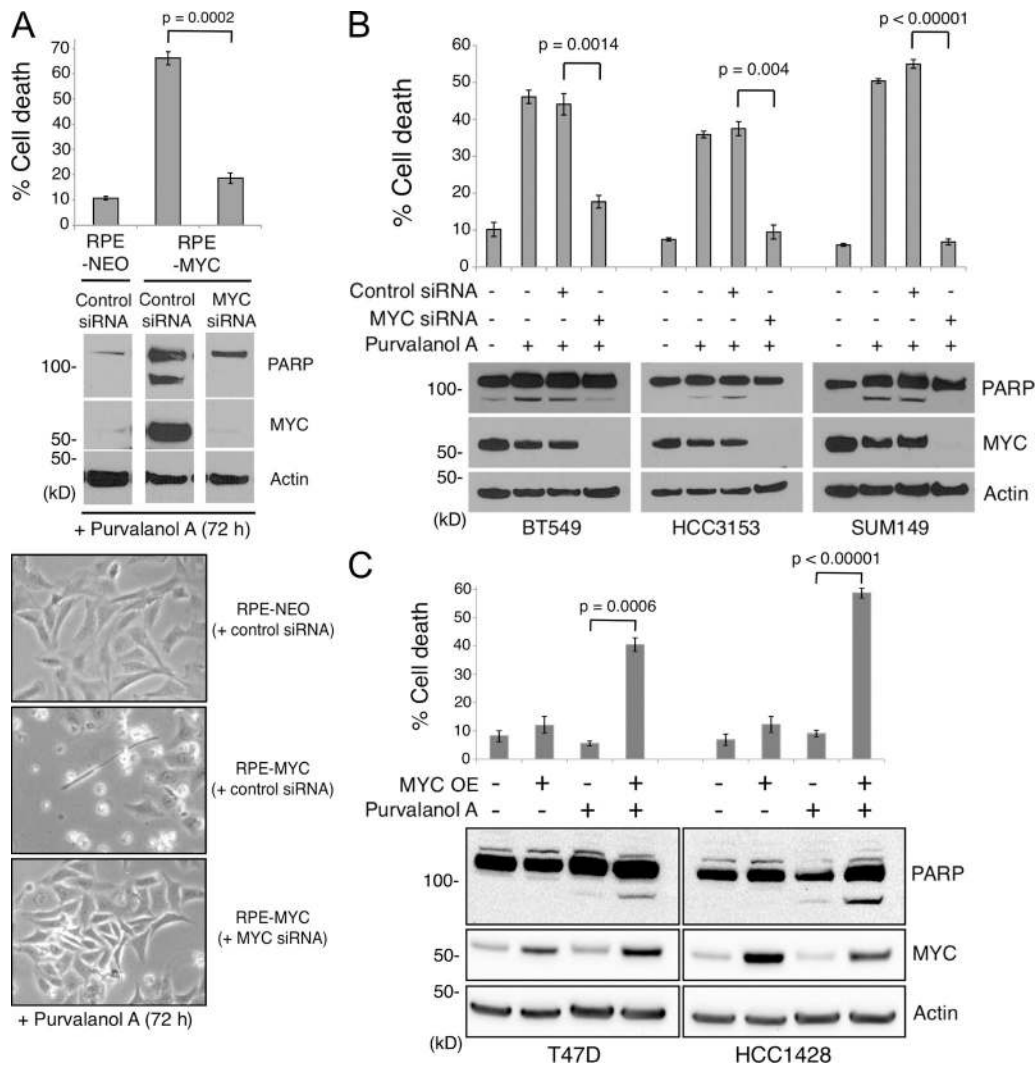 A
p = 0.0002
% Cell death
70
60
50
40
30
20
10
0
RPE
-NEO
RPE
-MYC
Control
siRNA
Control
siRNA
MYC
siRNA
100-
PARP
50-
MYC
Actin
(kD)
+ Purvalanol A (72 h)
RPE-NEO
(+ control siRNA)
RPE-MYC
(+ control siRNA)
RPE-MYC
(+ MYC siRNA)
+ Purvalanol A (72 h)
B
p = 0.0014
p = 0.004
p < 0.00001
% Cell death
60
50
40
30
20
10
0
Control siRNA - - + - - - + - - - + -
MYC siRNA - - - + - - - + - - - +
Purvalanol A - + + + - + + + - + + +
100-
PARP
50-
MYC
50-
Actin
(kD)
BT549 HCC3153 SUM149
C
p = 0.0006
p < 0.00001
% Cell death
60
50
40
30
20
10
0
MYC OE - + - + - + - +
Purvalanol A - - + + - - + +
100-
PARP
50-
MYC
50-
Actin
(kD)
T47D HCC1428